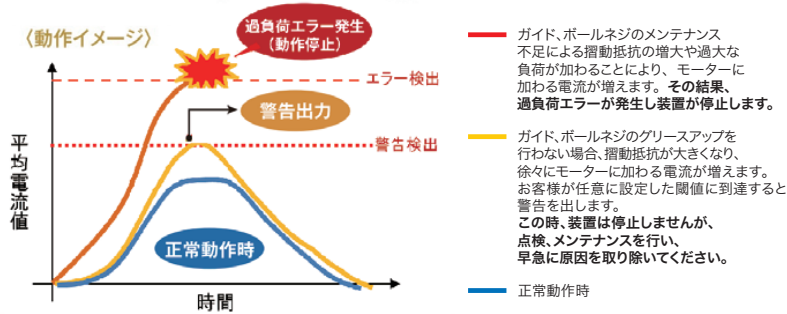 〈動作イメージ〉
過負荷エラー発生
(動作停止)
エラー検出
警告出力
警告検出
平均電流値
正常動作時
時間
ガイド、ボールネジのメンテナンス
不足による摺動抵抗の増大や過大な
負荷が加わることにより、モーターに
加わる電流が増えます。その結果、
過負荷エラーが発生し装置が停止します。
ガイド、ボールネジのグリースアップを
行わない場合、摺動抵抗が大きくなり、
徐々にモーターに加わる電流が増えます。
お客様が任意に設定した閾値に到達すると
警告を出します。
この時、装置は停止しませんが、
点検、メンテナンスを行い、
早急に原因を取り除いてください。
正常動作時